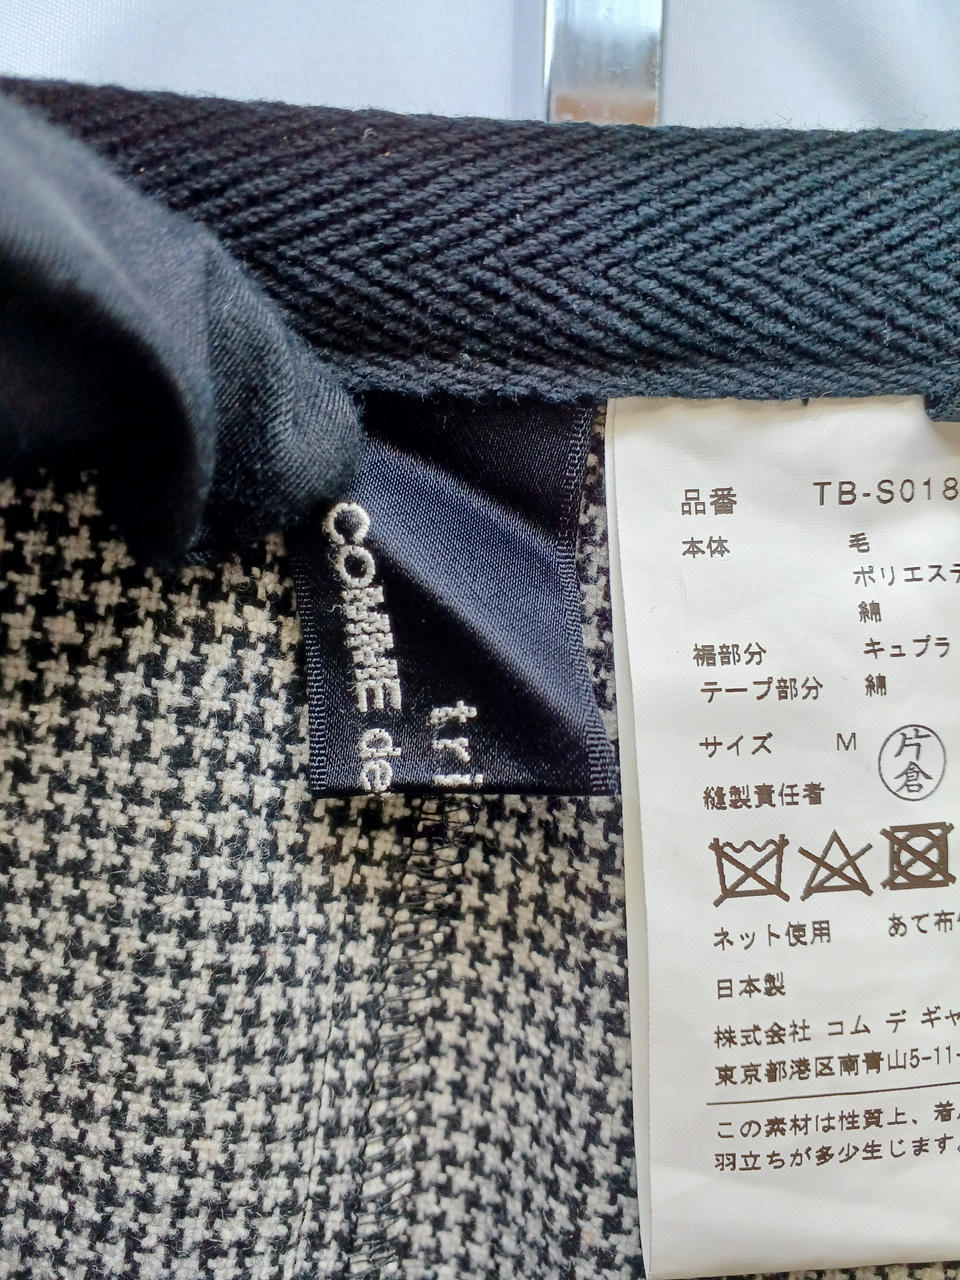 COMME de
tri
品番 TB-S018
本体 毛
ポリエステ
綿
裾部分 キュプラ
テープ部分 綿
サイズ M
片倉
縫製責任者
ネット使用 あて布
日本製
株式会社 コム デ ギャ
東京都港区南青山5-11-
この素材は性質上、着
羽立ちが多少生じます。